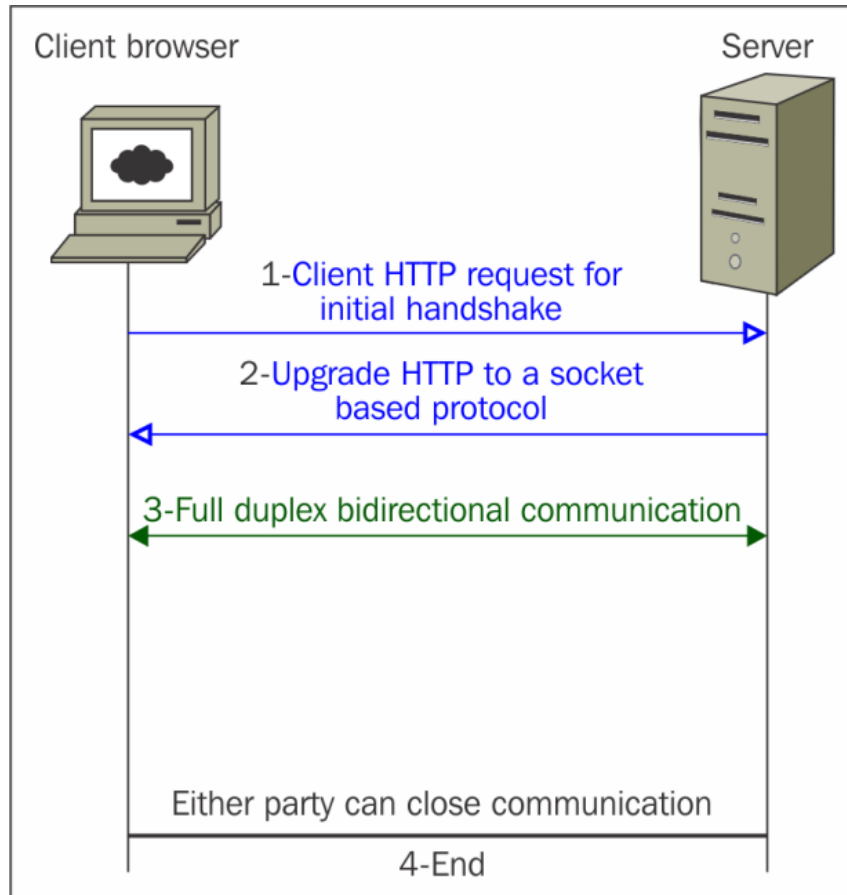 Client browser
Server
1-Client HTTP request for
initial handshake
2-Upgrade HTTP to a socket
based protocol
3-Full duplex bidirectional communication
Either party can close communication
4-End